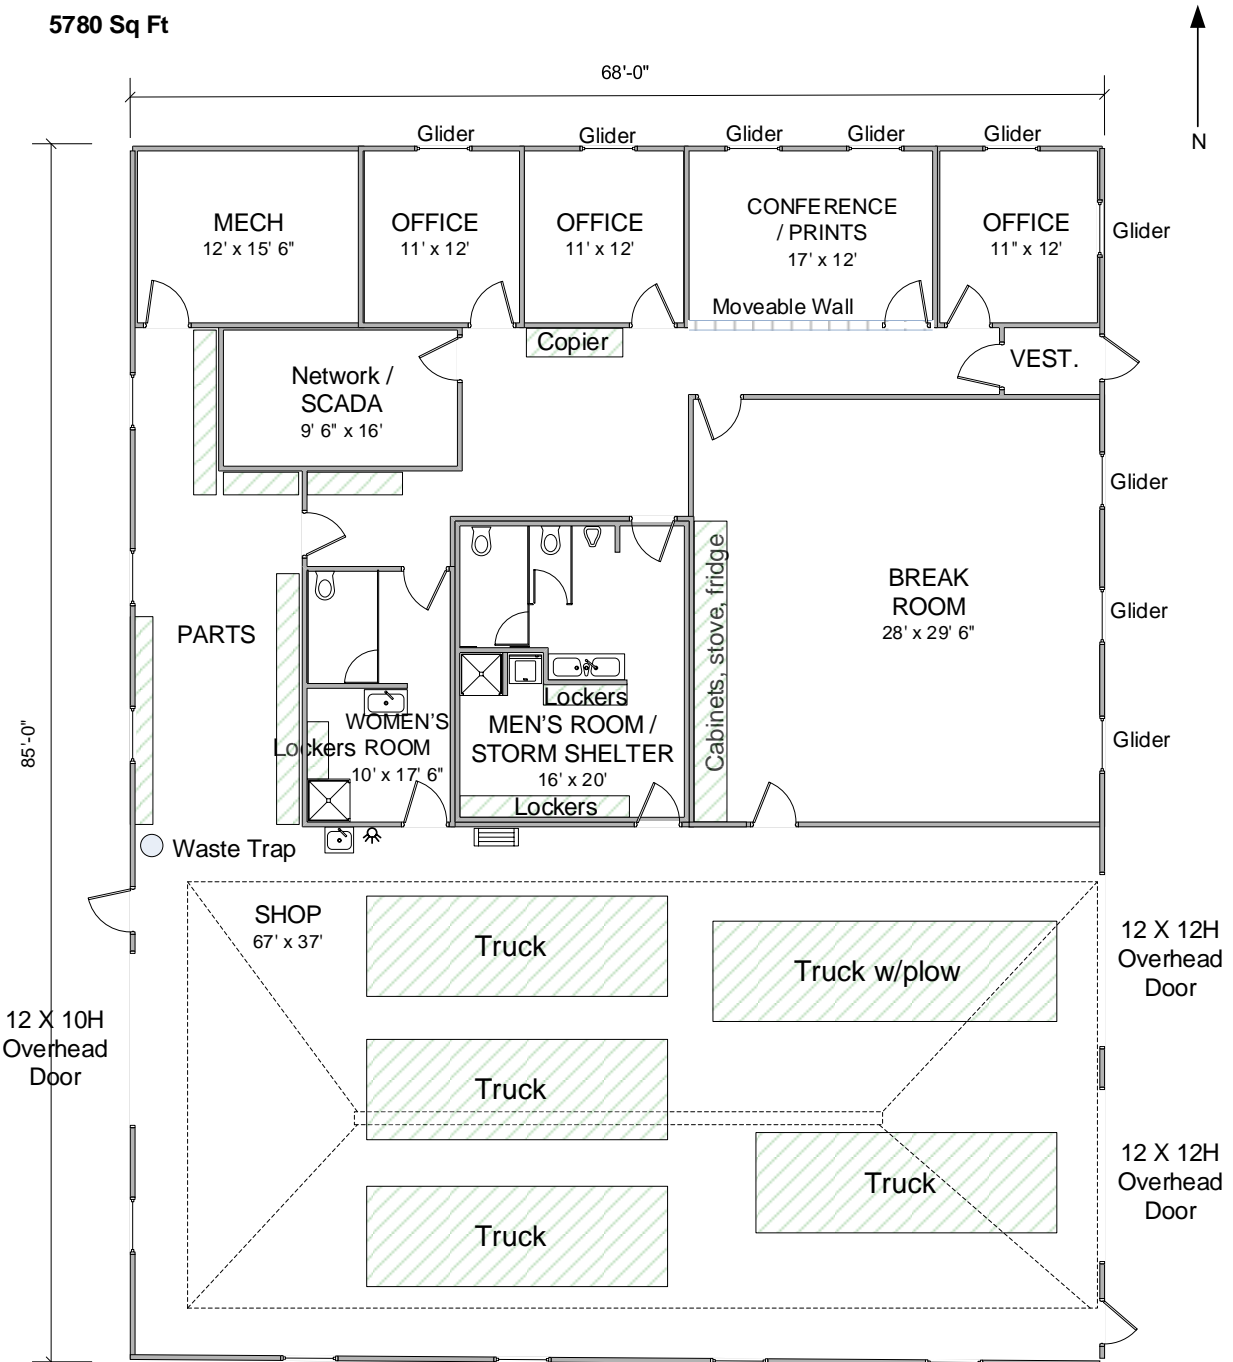 5780 Sq Ft
68'-0"
N
Glider
Glider
Glider
Glider
Glider
MECH
12' x 15' 6"
OFFICE
11' x 12'
OFFICE
11' x 12'
CONFERENCE
/ PRINTS
17' x 12'
OFFICE
11" x 12'
Glider
Moveable Wall
Copier
VEST.
Network /
SCADA
9' 6" x 16'
Glider
Cabinets, stove, fridge
BREAK
ROOM
28' x 29' 6"
Glider
PARTS
85'-0"
Lockers
WOMEN'S
ROOM
10' x 17' 6"
Lockers
MEN'S ROOM /
STORM SHELTER
16' x 20'
Lockers
Glider
Waste Trap
SHOP
67' x 37'
Truck
Truck w/plow
12 X 12H
Overhead
Door
12 X 10H
Overhead
Door
Truck
Truck
12 X 12H
Overhead
Door
Truck